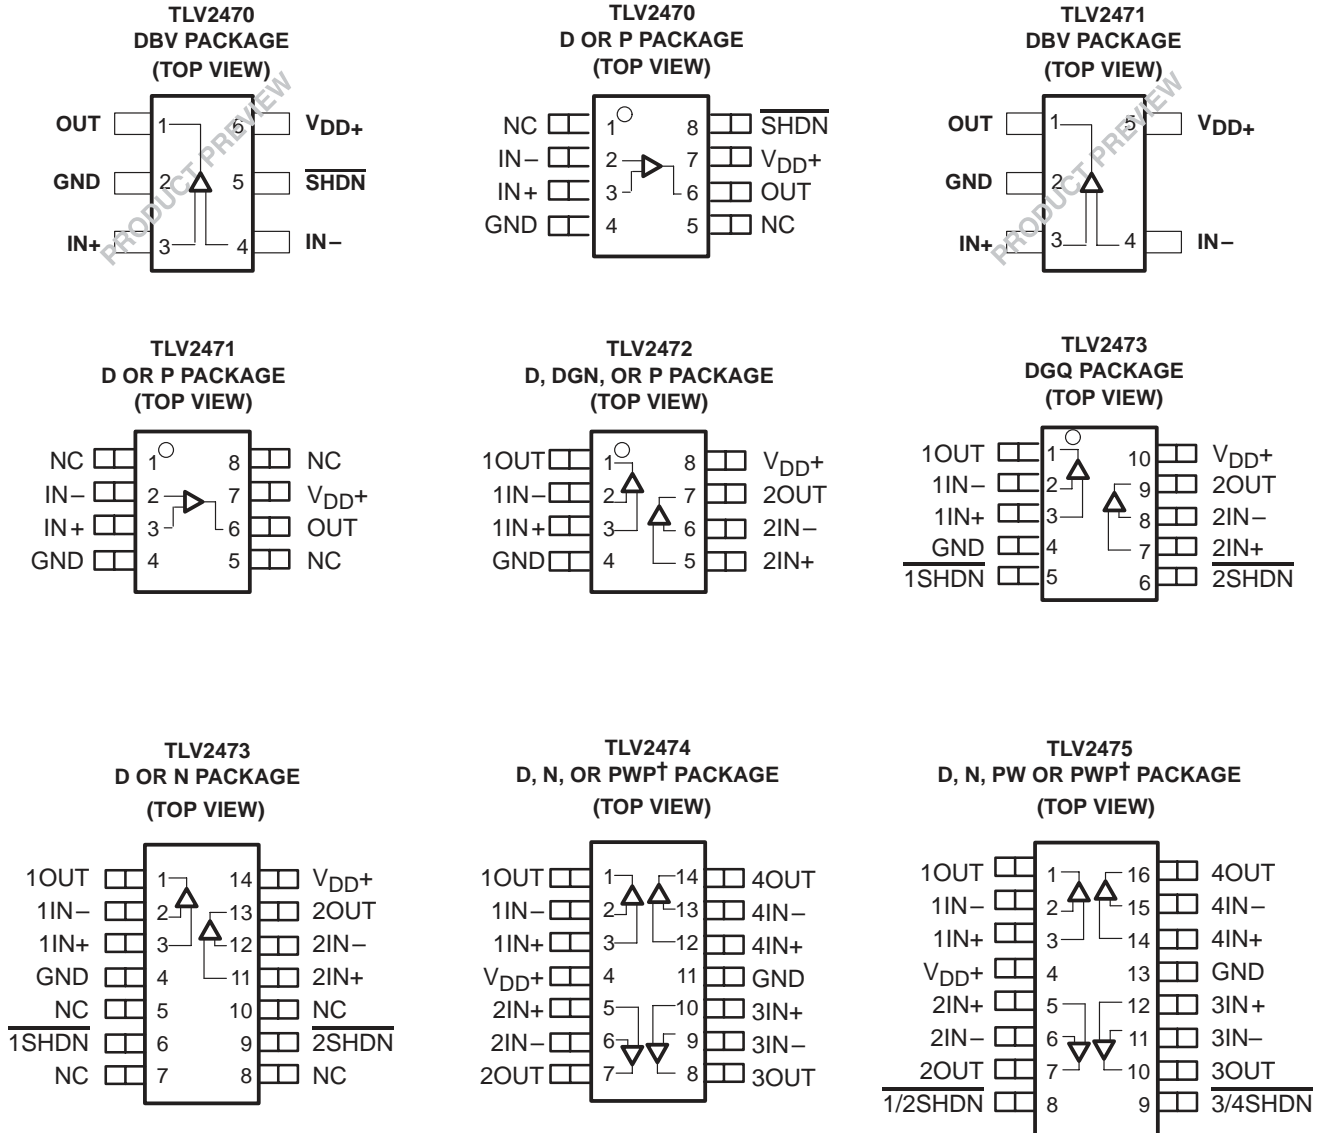 TLV2470
DBV PACKAGE
(TOP VIEW)
PRODUCT PREVIEW
OUT 1 6 VDD+
GND 2 5 SHDN
IN+ 3 4 IN−
TLV2470
D OR P PACKAGE
(TOP VIEW)
NC 1 8 SHDN
IN− 2 7 VDD+
IN+ 3 6 OUT
GND 4 5 NC
TLV2471
DBV PACKAGE
(TOP VIEW)
PRODUCT PREVIEW
OUT 1 5 VDD+
GND 2
IN+ 3 4 IN−
TLV2471
D OR P PACKAGE
(TOP VIEW)
NC 1 8 NC
IN− 2 7 VDD+
IN+ 3 6 OUT
GND 4 5 NC
TLV2472
D, DGN, OR P PACKAGE
(TOP VIEW)
1OUT 1 8 VDD+
1IN− 2 7 2OUT
1IN+ 3 6 2IN−
GND 4 5 2IN+
TLV2473
DGQ PACKAGE
(TOP VIEW)
1OUT 1 10 VDD+
1IN− 2 9 2OUT
1IN+ 3 8 2IN−
GND 4 7 2IN+
1SHDN 5 6 2SHDN
TLV2473
D OR N PACKAGE
(TOP VIEW)
1OUT 1 14 VDD+
1IN− 2 13 2OUT
1IN+ 3 12 2IN−
GND 4 11 2IN+
NC 5 10 NC
1SHDN 6 9 2SHDN
NC 7 8 NC
TLV2474
D, N, OR PWP† PACKAGE
(TOP VIEW)
1OUT 1 14 4OUT
1IN− 2 13 4IN−
1IN+ 3 12 4IN+
VDD+ 4 11 GND
2IN+ 5 10 3IN+
2IN− 6 9 3IN−
2OUT 7 8 3OUT
TLV2475
D, N, PW OR PWP† PACKAGE
(TOP VIEW)
1OUT 1 16 4OUT
1IN− 2 15 4IN−
1IN+ 3 14 4IN+
VDD+ 4 13 GND
2IN+ 5 12 3IN+
2IN− 6 11 3IN−
2OUT 7 10 3OUT
1/2SHDN 8 9 3/4SHDN